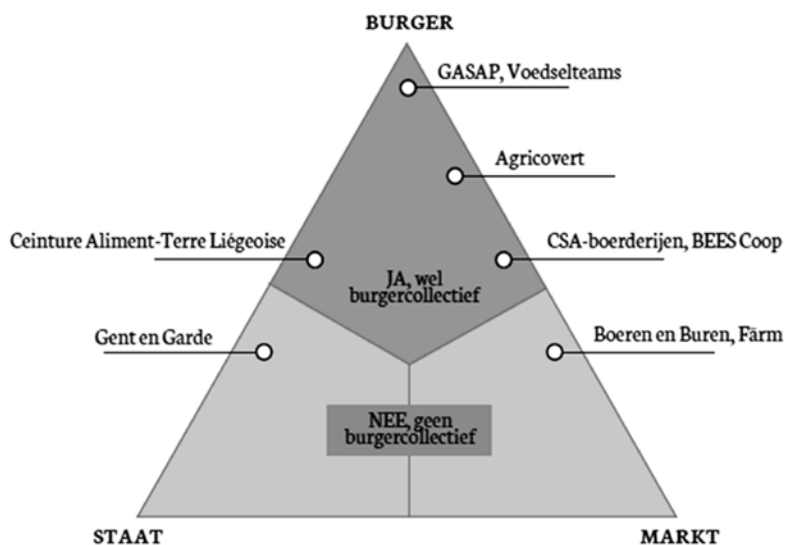 BURGER
GASAP, Voedselteams
Agricovert
Ceinture Aliment-Terre Liégeoise
CSA-boerderijen, BEES Coop
JA, wel
burgercollectief
Gent en Garde
Boeren en Buren, Färm
NEE, geen
burgercollectief
STAAT
MARKT